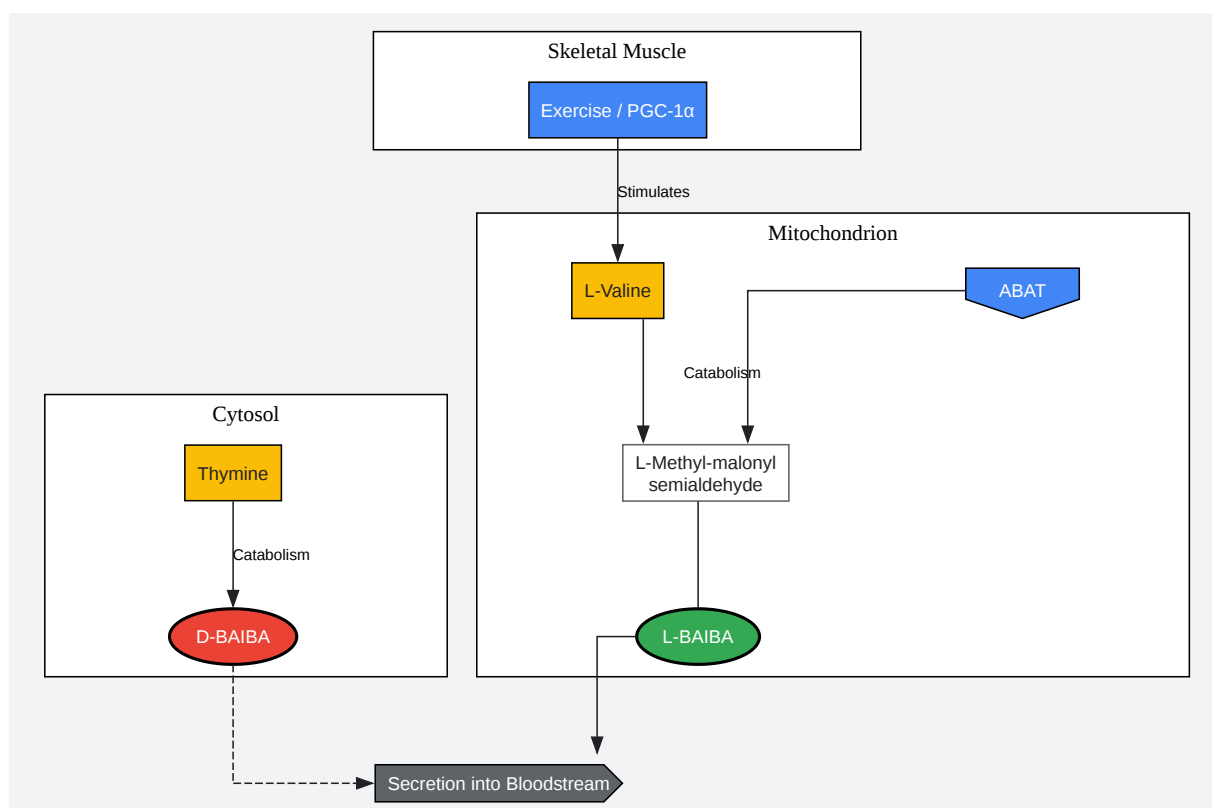 Skeletal Muscle
Exercise / PGC-1α
Stimulates
Mitochondrion
L-Valine
ABAT
Catabolism
Cytosol
Thymine
L-Methyl-malonyl
semialdehyde
Catabolism
D-BAIBA
L-BAIBA
Secretion into Bloodstream